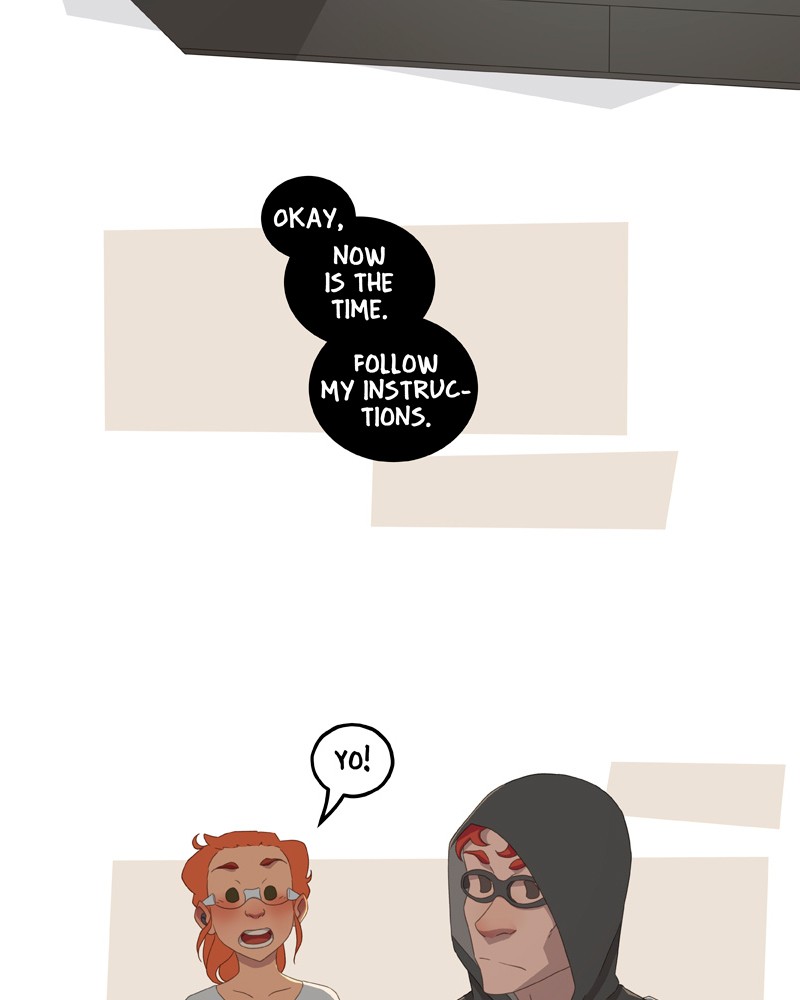 OKAY,
NOW
IS THE
TIME.
FOLLOW
MY INSTRUC-
TIONS.
YO!